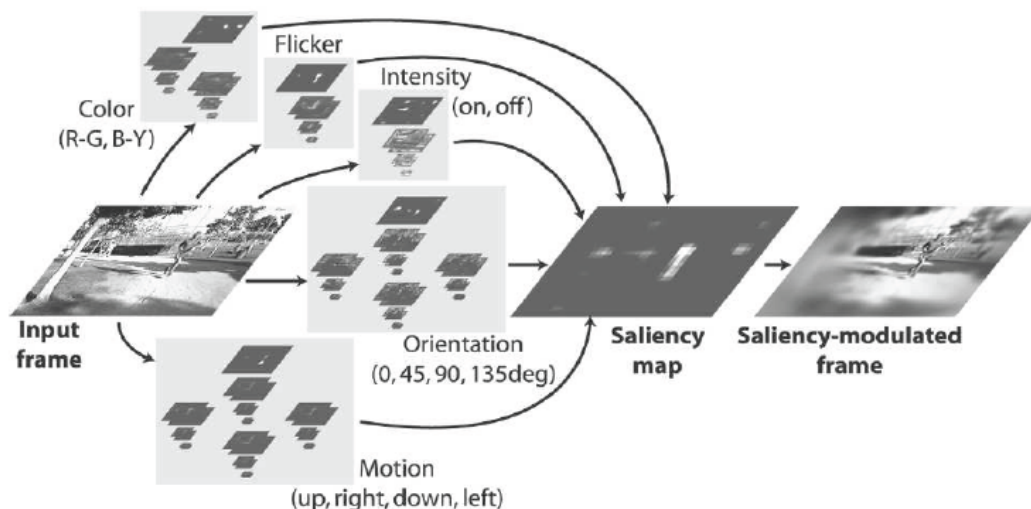 Flicker
Intensity
(on, off)
Color
(R-G, B-Y)
Input
frame
Orientation
(0, 45, 90, 135deg)
Saliency
map
Saliency-modulated
frame
Motion
(up, right, down, left)